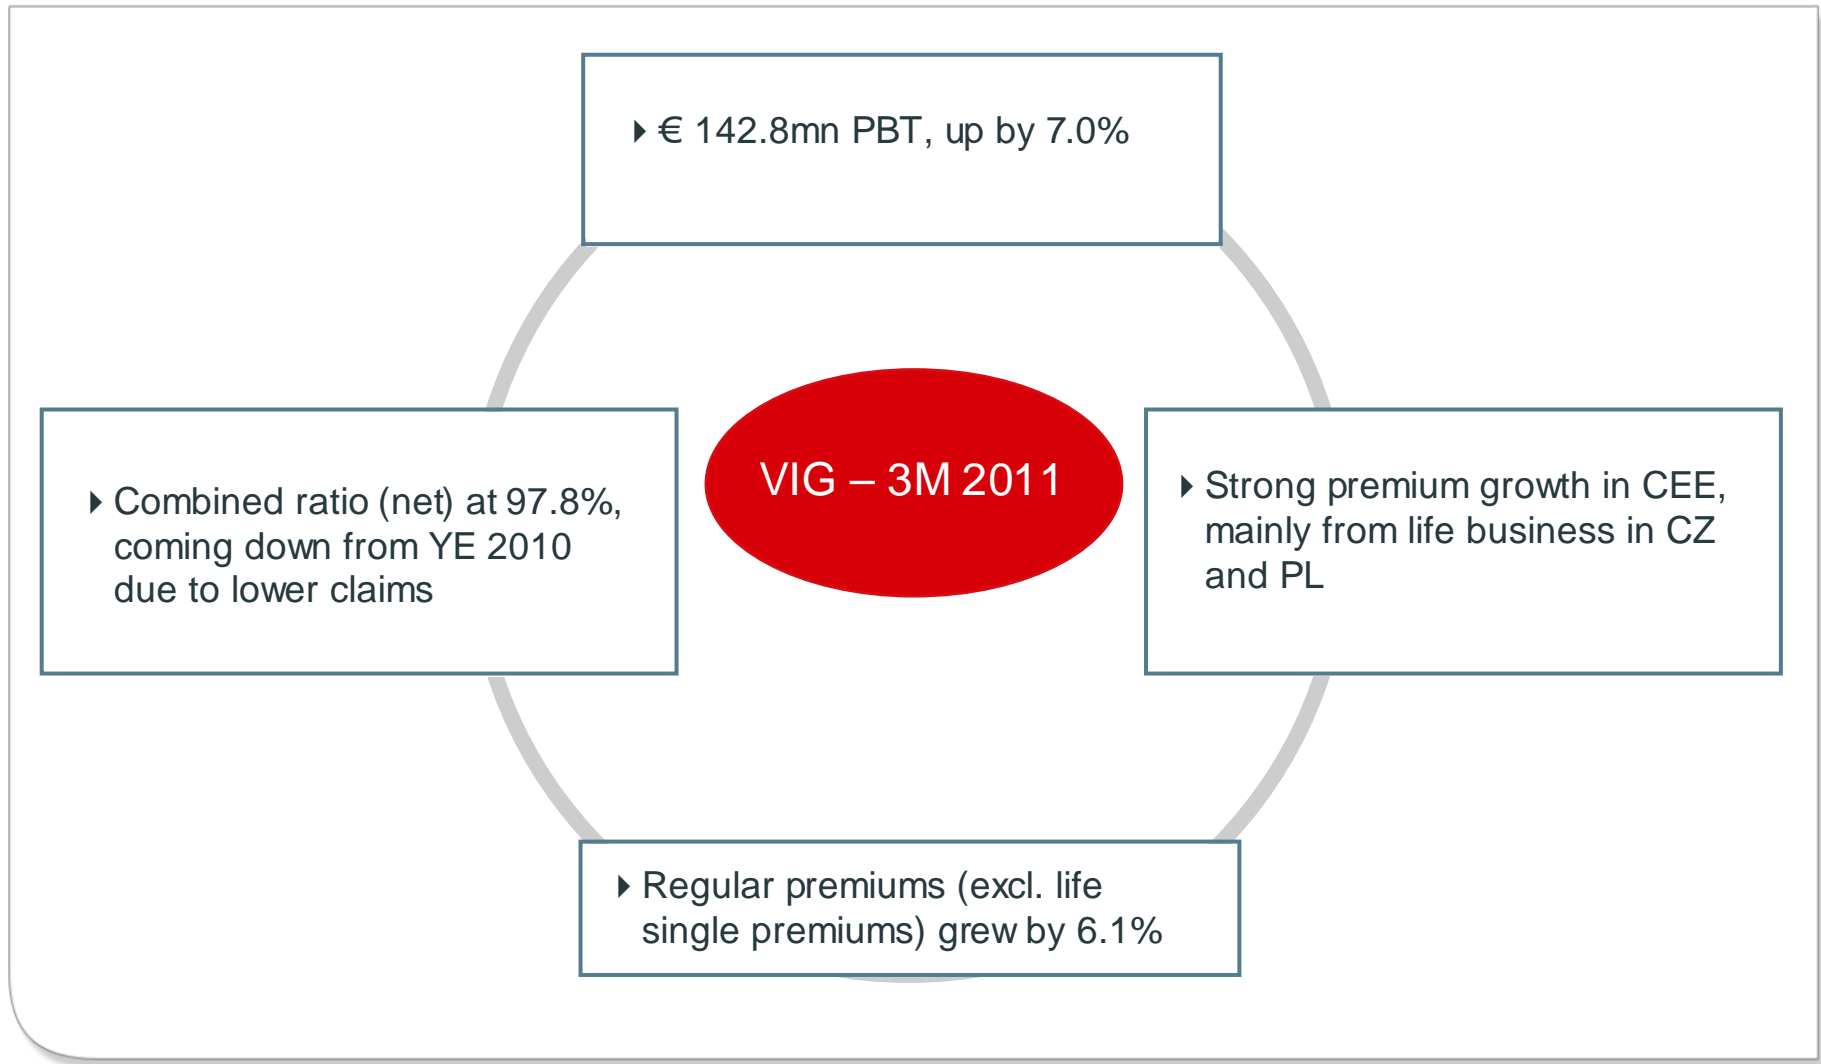 € 142.8mn PBT, up by 7.0%
VIG – 3M 2011
Combined ratio (net) at 97.8%,
coming down from YE 2010
due to lower claims
Strong premium growth in CEE,
mainly from life business in CZ
and PL
Regular premiums (excl. life
single premiums) grew by 6.1%